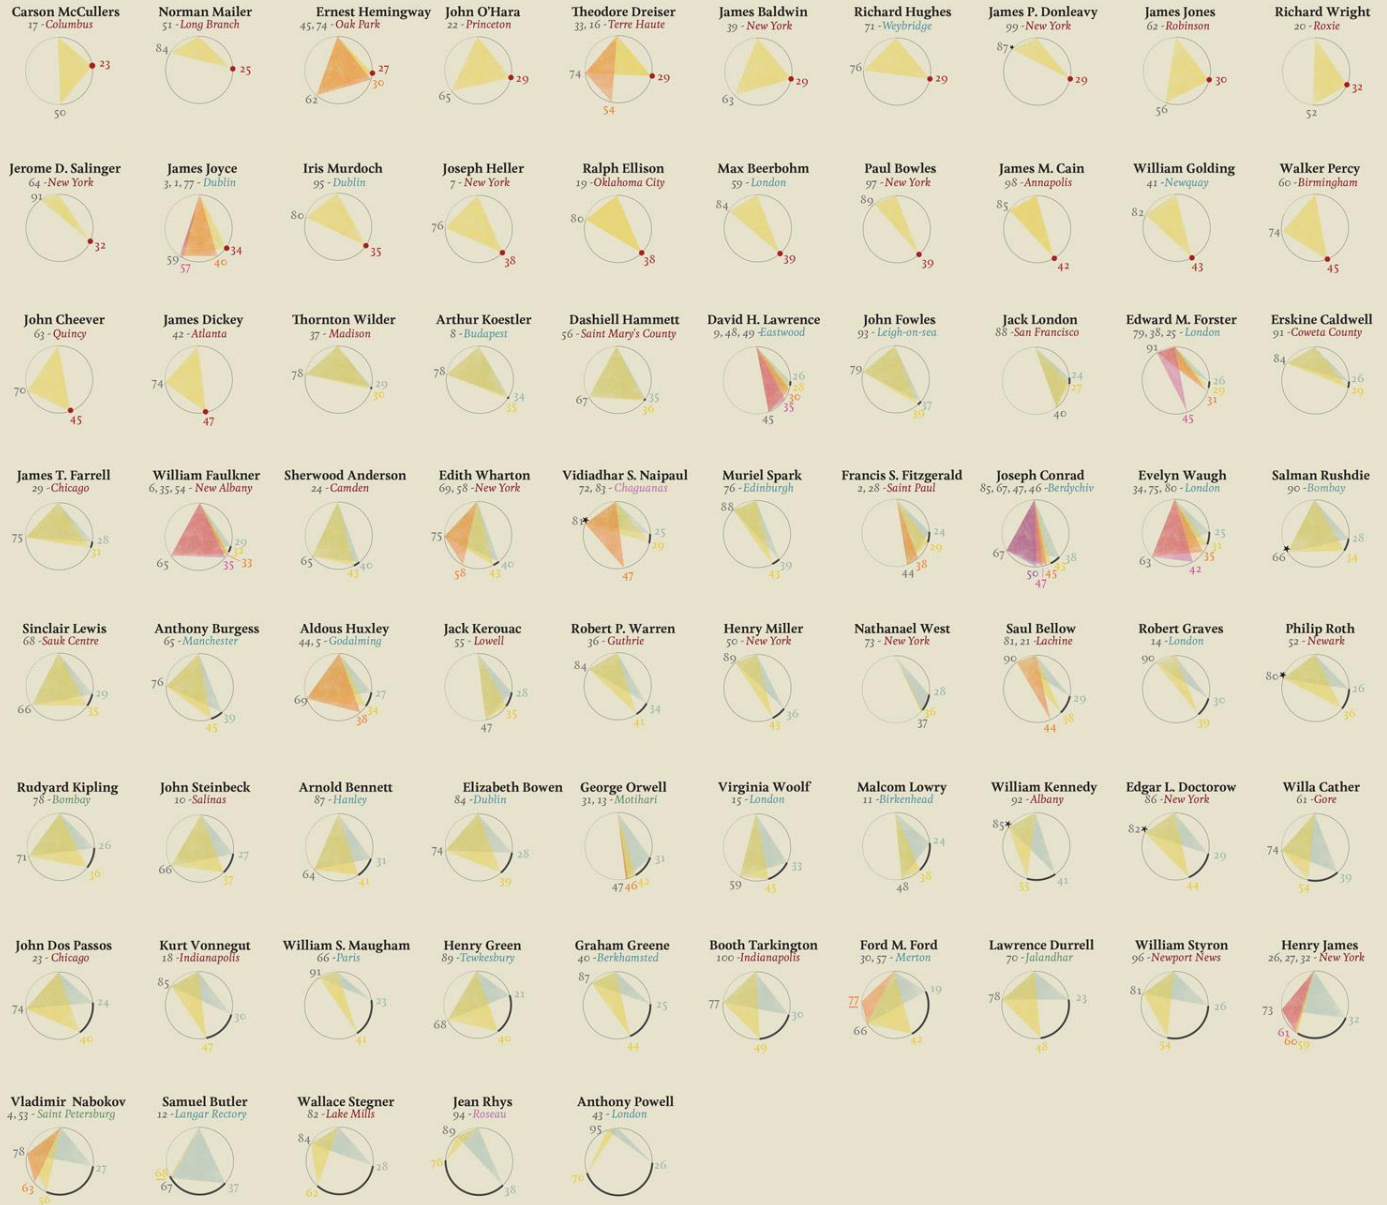 Carson McCullers
17 -Columbus
23
50
Norman Mailer
51 -Long Branch
84
25
Ernest Hemingway
45, 74 -Oak Park
27
30
62
John O'Hara
22 -Princeton
29
65
Theodore Dreiser
33, 16 -Terre Haute
74
29
54
James Baldwin
39 -New York
29
63
Richard Hughes
71 -Weybridge
76
29
James P. Donleavy
99 -New York
87
29
James Jones
62 -Robinson
30
56
Richard Wright
20 -Roxie
32
52
Jerome D. Salinger
64 -New York
91
32
James Joyce
3, 1, 77 - Dublin
34
59
40
57
Iris Murdoch
95 -Dublin
80
35
Joseph Heller
7 -New York
76
38
Ralph Ellison
19 -Oklahoma City
80
38
Max Beerbohm
59 -London
84
39
Paul Bowles
97 -New York
89
39
James M. Cain
98 -Annapolis
85
42
William Golding
41 -Newquay
82
43
Walker Percy
60 -Birmingham
74
45
John Cheever
63 -Quincy
70
45
James Dickey
42 -Atlanta
74
47
Thornton Wilder
37 -Madison
78
29
30
Arthur Koestler
8 -Budapest
78
34
35
Dashiell Hammett
56 -Saint Mary's County
67
35
36
David H. Lawrence
9, 48, 49 -Eastwood
26
28
30
35
45
John Fowles
93 -Leigh-on-sea
79
37
39
Jack London
88 -San Francisco
24
27
40
Edward M. Forster
79, 38, 25 -London
91
26
29
31
45
Erskine Caldwell
91 -Coweta County
84
26
29
James T. Farrell
29 -Chicago
75
28
31
William Faulkner
6, 35, 54 - New Albany
29
32
33
65
35
Sherwood Anderson
24 -Camden
65
40
43
Edith Wharton
69, 58 -New York
75
40
58
43
Vidiadhar S. Naipaul
72, 83 -Chaguanas
81
25
29
47
Muriel Spark
76 -Edinburgh
88
39
43
Francis S. Fitzgerald
2, 28 -Saint Paul
24
29
38
44
Joseph Conrad
85, 67, 47, 46 -Berdychiv
67
38
50
45
47
Evelyn Waugh
34, 75, 80 -London
25
31
35
63
42
Salman Rushdie
90 -Bombay
28
66
34
Sinclair Lewis
68 -Sauk Centre
29
66
35
Anthony Burgess
65 -Manchester
76
39
45
Aldous Huxley
44, 5 -Godalming
27
69
34
38
Jack Kerouac
55 -Lowell
28
35
47
Robert P. Warren
36 -Guthrie
84
34
41
Henry Miller
50 -New York
89
36
43
Nathanael West
73 -New York
28
36
37
Saul Bellow
81, 21 -Lachine
90
29
38
44
Robert Graves
14 -London
90
30
39
Philip Roth
52 -Newark
80
26
36
Rudyard Kipling
78 -Bombay
26
71
36
John Steinbeck
10 -Salinas
27
66
37
Arnold Bennett
87 -Hanley
31
64
41
Elizabeth Bowen
84 -Dublin
74
28
39
George Orwell
31, 13 -Motihari
31
47
46
42
Virginia Woolf
15 -London
33
59
45
Malcom Lowry
11 -Birkenhead
24
38
48
William Kennedy
92 -Albany
85
41
55
Edgar L. Doctorow
86 -New York
82
29
44
Willa Cather
61 -Gore
74
39
54
John Dos Passos
23 -Chicago
24
74
40
Kurt Vonnegut
18 -Indianapolis
85
30
47
William S. Maugham
66 -Paris
91
23
41
Henry Green
89 -Tewkesbury
21
68
40
Graham Greene
40 -Berkhamsted
87
25
44
Booth Tarkington
100 -Indianapolis
77
30
49
Ford M. Ford
30, 57 - Merton
19
77
66
42
Lawrence Durrell
70 -Jalandhar
78
23
48
William Styron
96 -Newport News
81
26
54
Henry James
26, 27, 32 - New York
73
32
61
60
59
Vladimir Nabokov
4, 53 - Saint Petersburg
78
27
63
56
Samuel Butler
12 -Langar Rectory
68
67
37
Wallace Stegner
82 -Lake Mills
84
28
62
Jean Rhys
94 -Roseau
89
76
38
Anthony Powell
43 -London
95
26
70